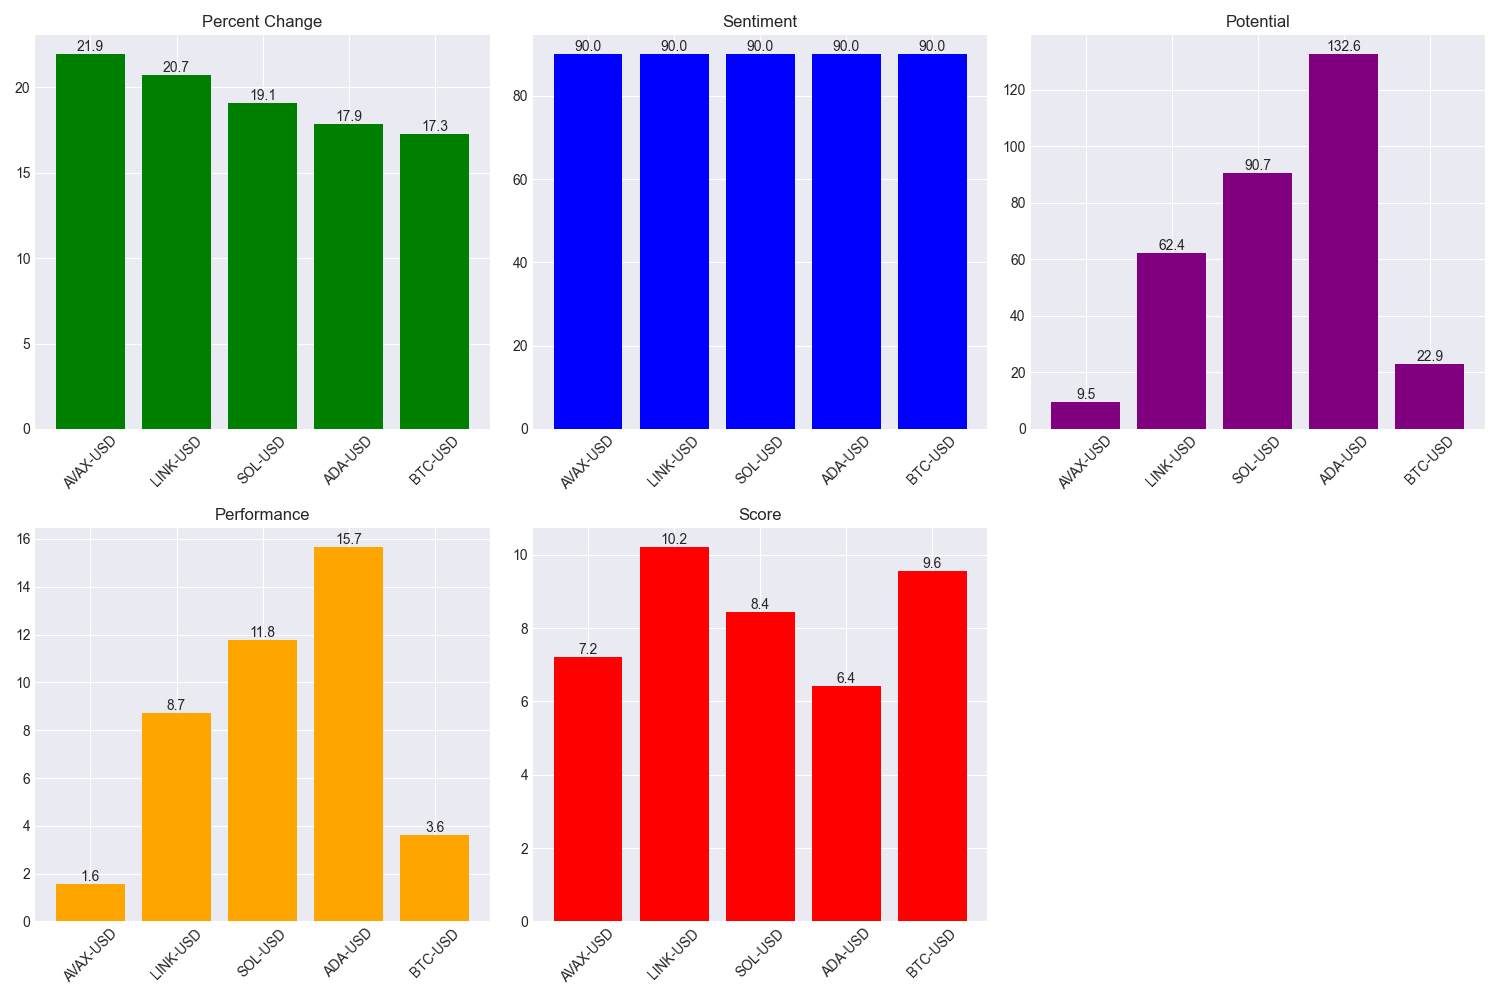 Percent Change
21.9
20.7
19.1
17.9
17.3
20
15
10
5
0
AVAX-USD
LINK-USD
SOL-USD
ADA-USD
BTC-USD
Sentiment
90.0
90.0
90.0
90.0
90.0
80
60
40
20
0
AVAX-USD
LINK-USD
SOL-USD
ADA-USD
BTC-USD
Potential
132.6
90.7
62.4
22.9
9.5
120
100
80
60
40
20
0
AVAX-USD
LINK-USD
SOL-USD
ADA-USD
BTC-USD
Performance
15.7
11.8
8.7
3.6
1.6
16
14
12
10
8
6
4
2
0
AVAX-USD
LINK-USD
SOL-USD
ADA-USD
BTC-USD
Score
10.2
9.6
8.4
7.2
6.4
10
8
6
4
2
0
AVAX-USD
LINK-USD
SOL-USD
ADA-USD
BTC-USD